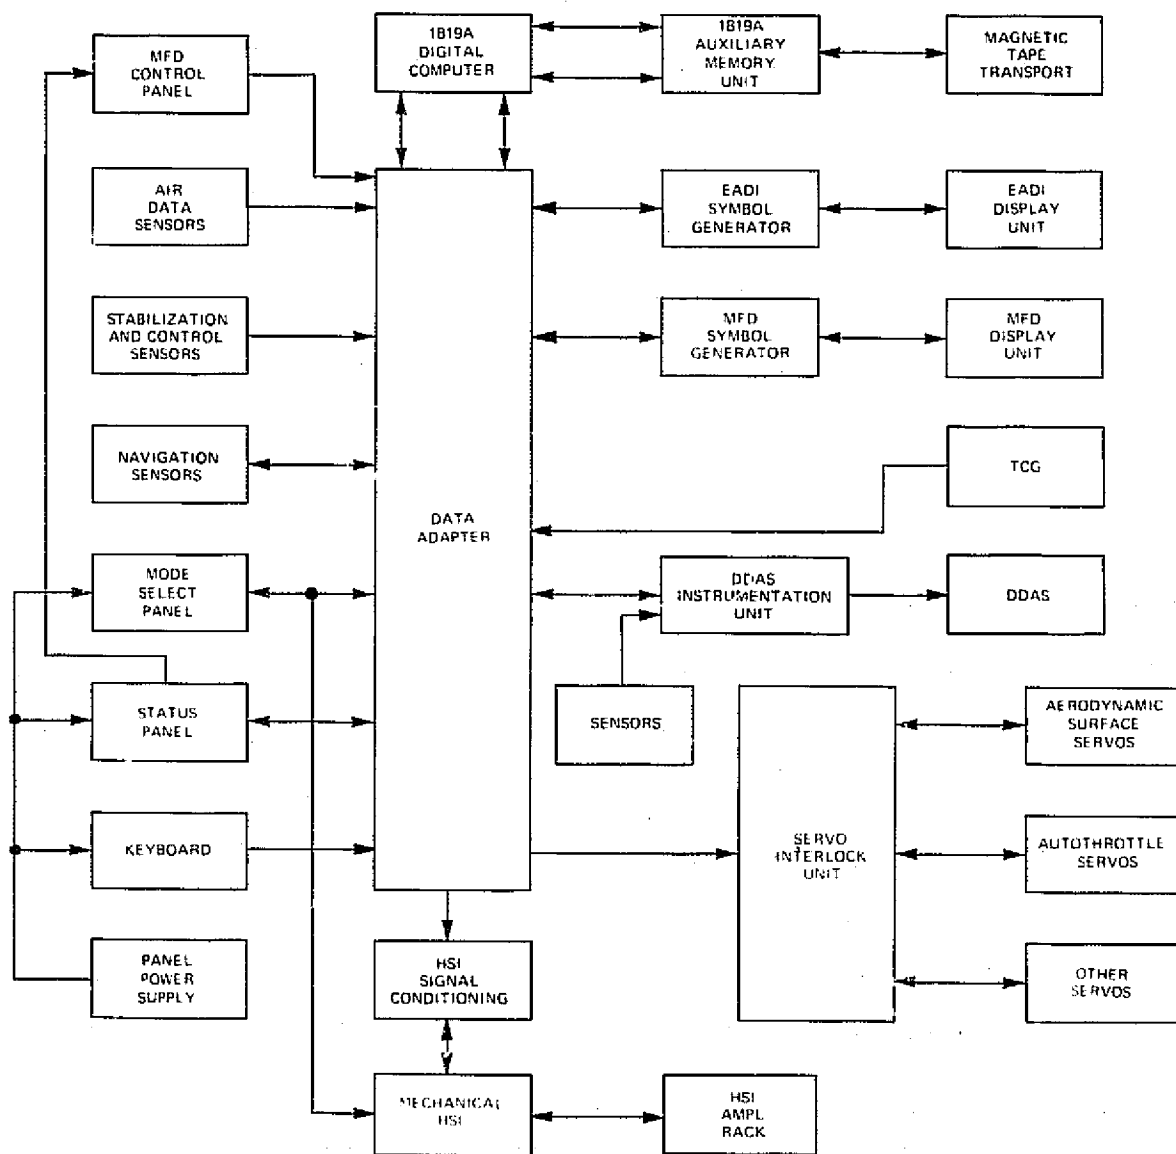 MFD
CONTROL
PANEL
1819A
DIGITAL
COMPUTER
1819A
AUXILIARY
MEMORY
UNIT
MAGNETIC
TAPE
TRANSPORT
AIR
DATA
SENSORS
EADI
SYMBOL
GENERATOR
EADI
DISPLAY
UNIT
STABILIZATION
AND CONTROL
SENSORS
MFD
SYMBOL
GENERATOR
MFD
DISPLAY
UNIT
NAVIGATION
SENSORS
DATA
ADAPTER
TCG
MODE
SELECT
PANEL
DDAS
INSTRUMENTATION
UNIT
DDAS
STATUS
PANEL
SENSORS
AERODYNAMIC
SURFACE
SERVOS
KEYBOARD
SERVO
INTERLOCK
UNIT
AUTOTHROTTLE
SERVOS
PANEL
POWER
SUPPLY
HSI
SIGNAL
CONDITIONING
OTHER
SERVOS
MECHANICAL
HSI
HSI
AMPL
RACK